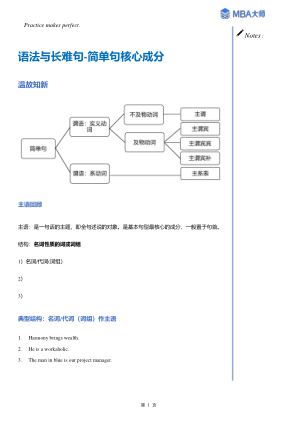 Practice makes perfect.
MBA大师
Notes:
语法与长难句-简单句核心成分
温故知新
简单句
谓语：实义动词
谓语：系动词
不及物动词
及物动词
主谓
主谓宾
主谓宾宾
主谓宾补
主系表
主语回顾
主语：是一句话的主题，即全句述说的对象。是基本句型最核心的成分，一般置于句首。
结构：名词性质的词或词组
1）名词/代词(词组)
2）
3）
典型结构：名词/代词（词组）作主语
1. Harmony brings wealth.
2. He is a workaholic.
3. The man in blue is our project manager.
第 1 页